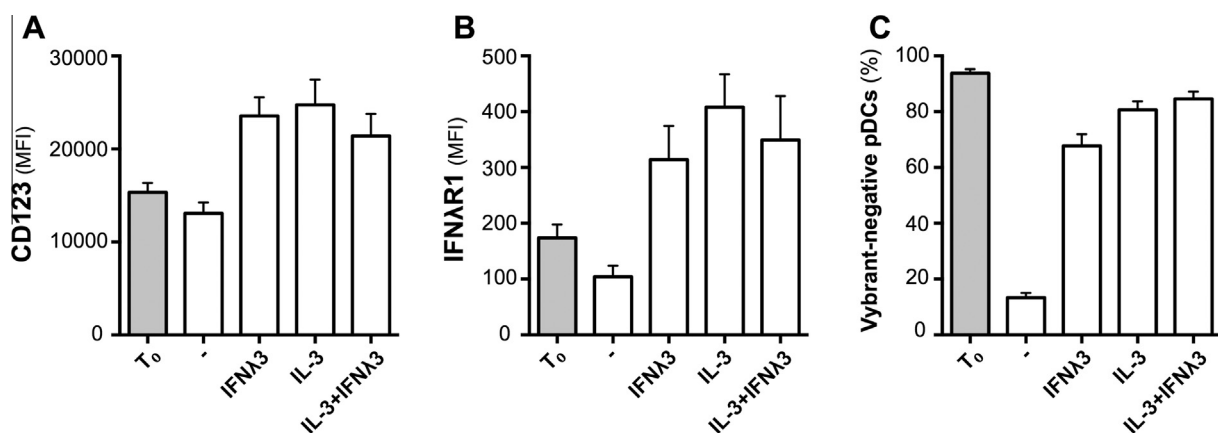 A
CD123 (MFI)
30000
20000
10000
0
T₀
-
IFNλ3
IL-3
IL-3+IFNλ3
B
IFNλR1 (MFI)
500
400
300
200
100
0
T₀
-
IFNλ3
IL-3
IL-3+IFNλ3
C
Vybrant-negative pDCs (%)
100
80
60
40
20
0
T₀
-
IFNλ3
IL-3
IL-3+IFNλ3